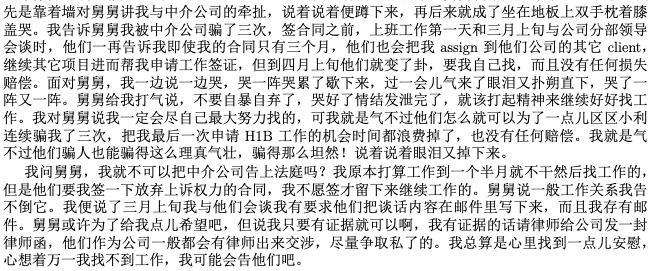 先是靠着墙对舅舅讲我与中介公司的牵扯，说着说着便蹲下来，再后来就成了坐在地板上双手枕着膝
盖哭。我告诉舅舅我被中介公司骗了三次，签合同之前，上班工作第一天和三月上旬与公司分部领导
会谈时，他们一再告诉我即使我的合同只有三个月，他们也会把我 assign 到他们公司的其它 client，
继续其它项目进而帮我申请工作签证，但到四月上旬他们就变了卦，要我自己找，而且没有任何损失
赔偿。面对舅舅，我一边说一边哭，哭一阵哭累了歇下来，过一会儿气来了眼泪又扑朔直下，哭了一
阵又一阵。舅舅给我打气说，不要自暴自弃了，哭好了情结发泄完了，就该打起精神来继续好好找工
作。我对舅舅说我一定会尽自己最大努力找的，可我就是气不过他们怎么就可以为了一点儿区区小利
连续骗我了三次，把我最后一次申请 H1B 工作的机会时间都浪费掉了，也没有任何赔偿。我就是气
不过他们骗人也能骗得这么理真气壮，骗得那么坦然！说着说着眼泪又掉下来。
我问舅舅，我就不可以把中介公司告上法庭吗？我原本打算工作到一个半月就不干然后找工作的，
但是他们要我签一下放弃上诉权力的合同，我不愿签才留下来继续工作的。舅舅说一般工作关系我告
不倒它。我便说了三月上旬我与他们会谈我有要求他们把谈话内容在邮件里写下来，而且我存有邮
件。舅舅或许为了给我点儿希望吧，但说我只要有证据就可以啊，我有证据的话请律师给公司发一封
律师函，他们作为公司一般都会有律师出来交涉，尽量争取私了的。我总算是心里找到一点儿安慰，
心想着万一我找不到工作，我可能会告他们吧。